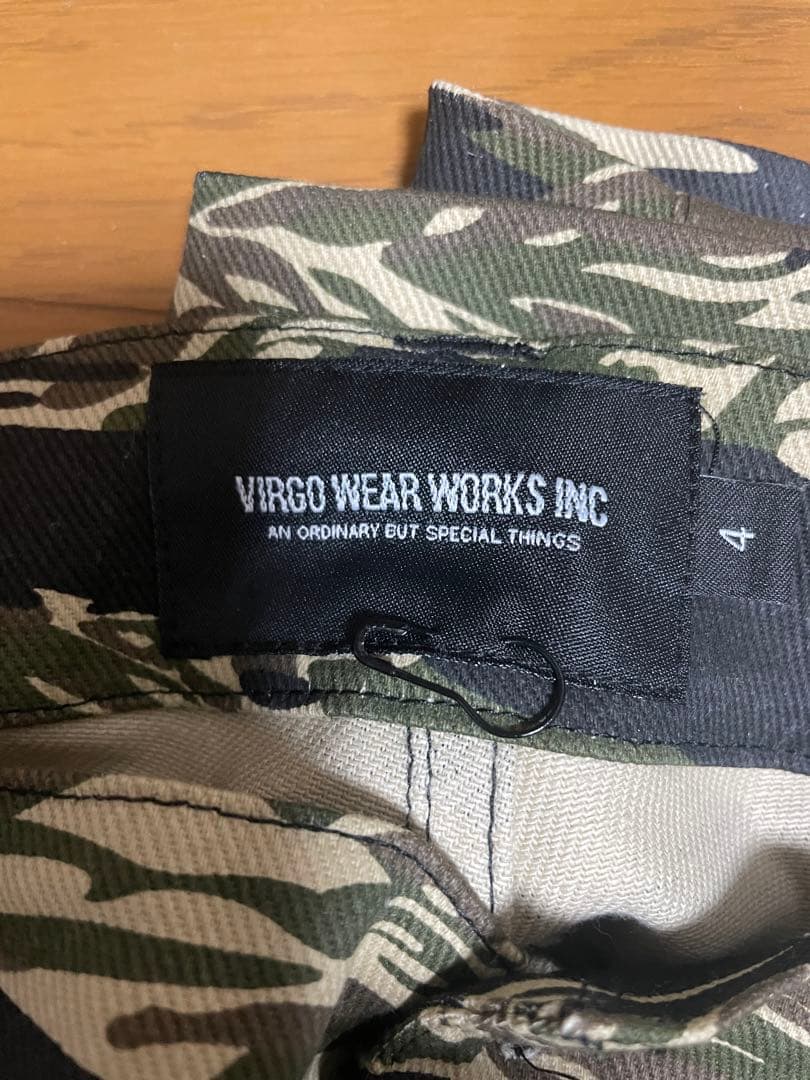 VIRGO WEAR WORKS INC
AN ORDINARY BUT SPECIAL THINGS
4